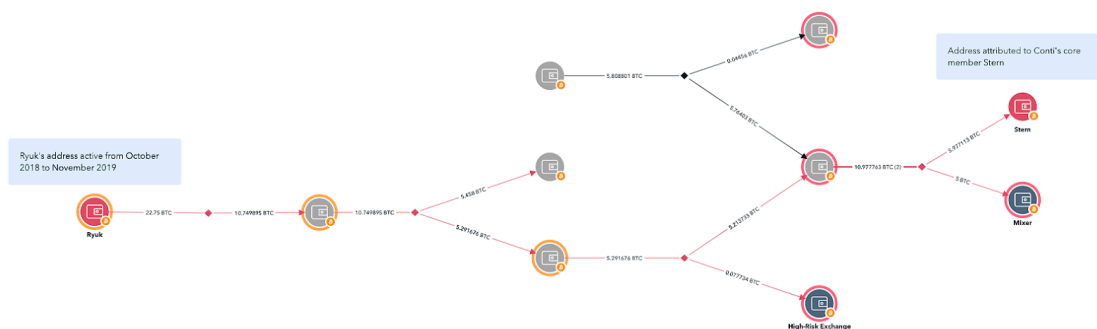 0.04456 BTC
Address attributed to Conti's core
member Stern
5.808801 BTC
5.76403 BTC
Stern
5.977113 BTC
Ryuk's address active from October
2018 to November 2019
10.977763 BTC (2)
5.458 BTC
5 BTC
22.75 BTC
10.749895 BTC
10.749895 BTC
Mixer
Ryuk
5.213733 BTC
5.291676 BTC
5.291676 BTC
0.077734 BTC
High-Risk Exchange